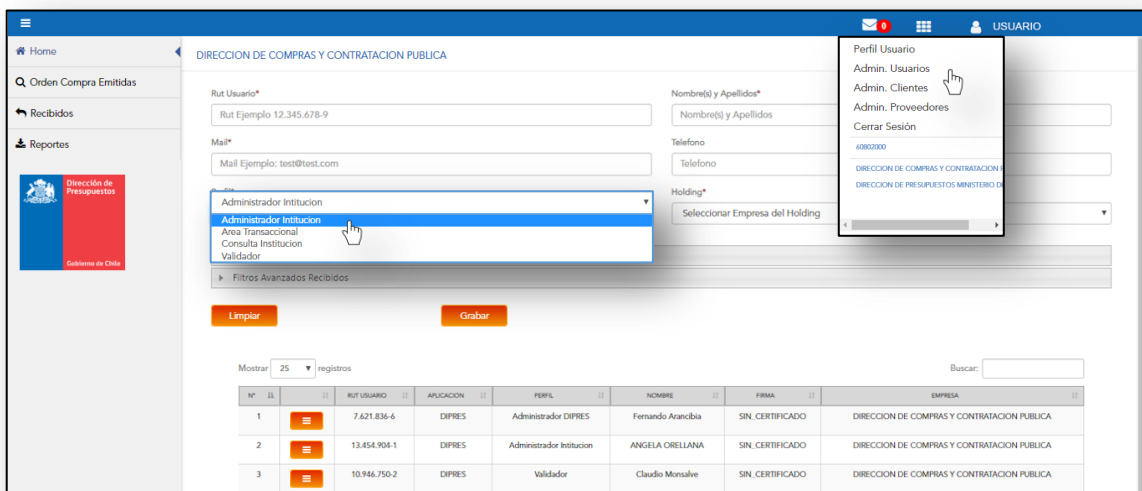 0
USUARIO
Home
DIRECCION DE COMPRAS Y CONTRATACION PUBLICA
Perfil Usuario
Admin. Usuarios
Admin. Clientes
Admin. Proveedores
Cerrar Sesión
60802000
DIRECCION DE COMPRAS Y CONTRATACION P
DIRECCION DE PRESUPUESTOS MINISTERIO D
Orden Compra Emitidas
Recibidos
Reportes
Dirección de
Presupuestos
Gobierno de Chile
Rut Usuario*
Nombre(s) y Apellidos*
Rut Ejemplo 12.345.678-9
Nombre(s) y Apellidos
Mail*
Telefono
Mail Ejemplo: test@test.com
Telefono
Holding*
Administrador Intitucion
Seleccionar Empresa del Holding
Administrador Intitucion
Area Transaccional
Consulta Institucion
Validador
Filtros Avanzados Recibidos
Limpiar
Grabar
Mostrar 25 registros
Buscar:
N° RUT USUARIO APLICACION PERFIL NOMBRE FIRMA EMPRESA
1 7.621.836-6 DIPRES Administrador DIPRES Fernando Arancibia SIN_CERTIFICADO DIRECCION DE COMPRAS Y CONTRATACION PUBLICA
2 13.454.904-1 DIPRES Administrador Intitucion ANGELA ORELLANA SIN_CERTIFICADO DIRECCION DE COMPRAS Y CONTRATACION PUBLICA
3 10.946.750-2 DIPRES Validador Claudio Monsalve SIN_CERTIFICADO DIRECCION DE COMPRAS Y CONTRATACION PUBLICA